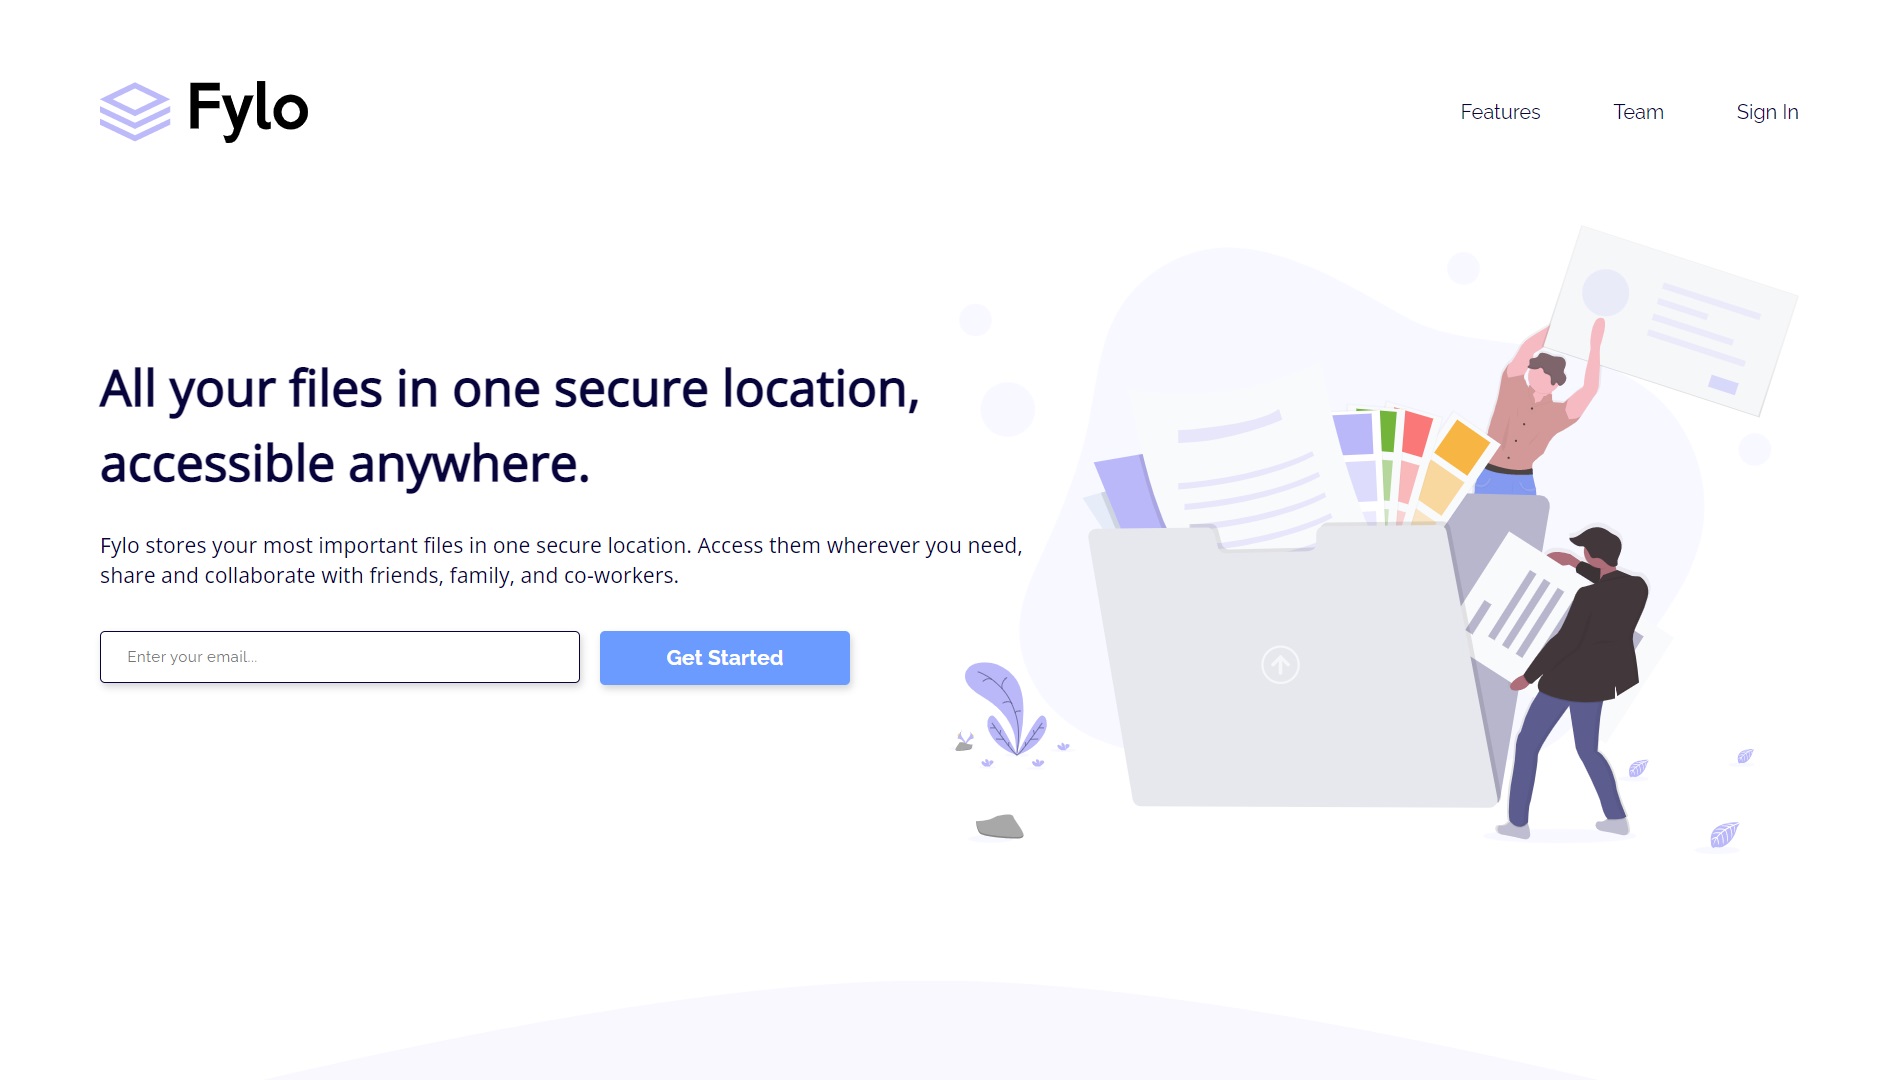 Fylo
Features
Team
Sign In
All your files in one secure location,
accessible anywhere.
Fylo stores your most important files in one secure location. Access them wherever you need,
share and collaborate with friends, family, and co-workers.
Enter your email...
Get Started